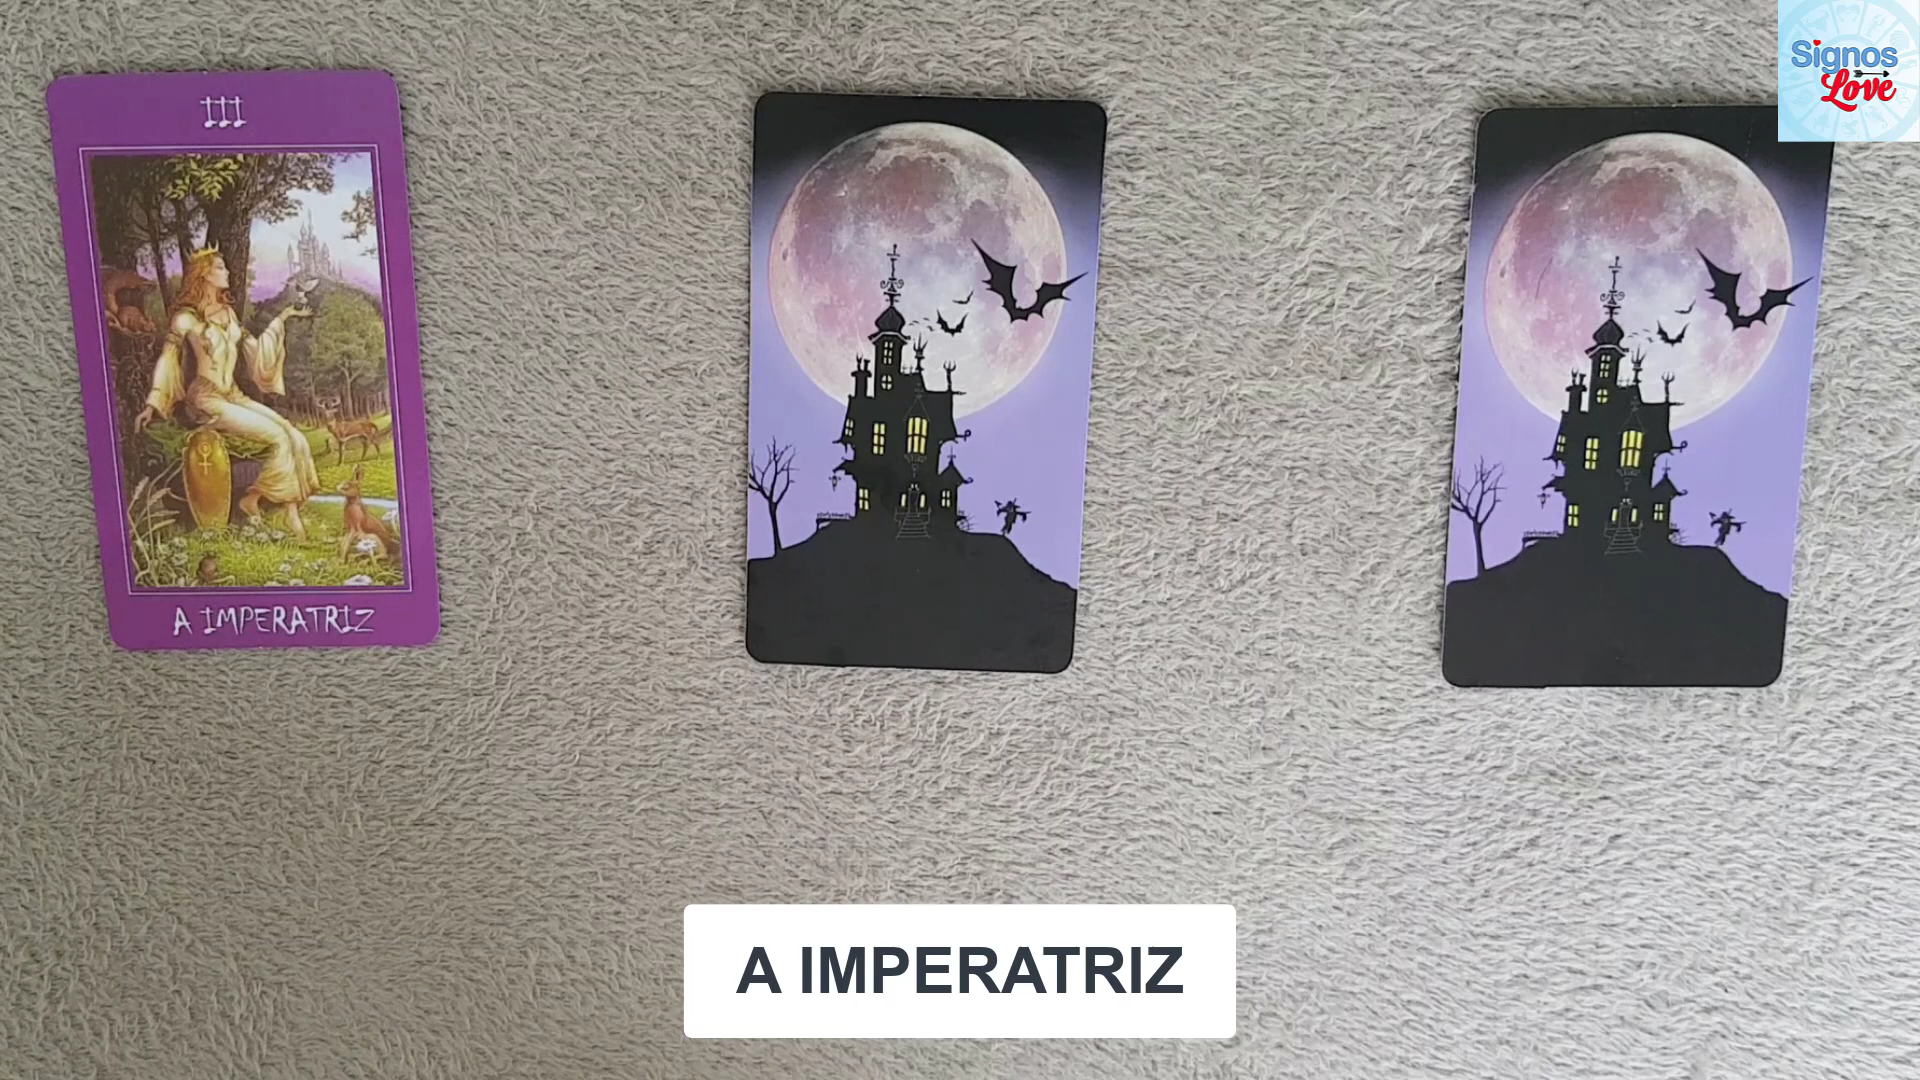 III
A IMPERATRIZ
Signos
Love
A IMPERATRIZ